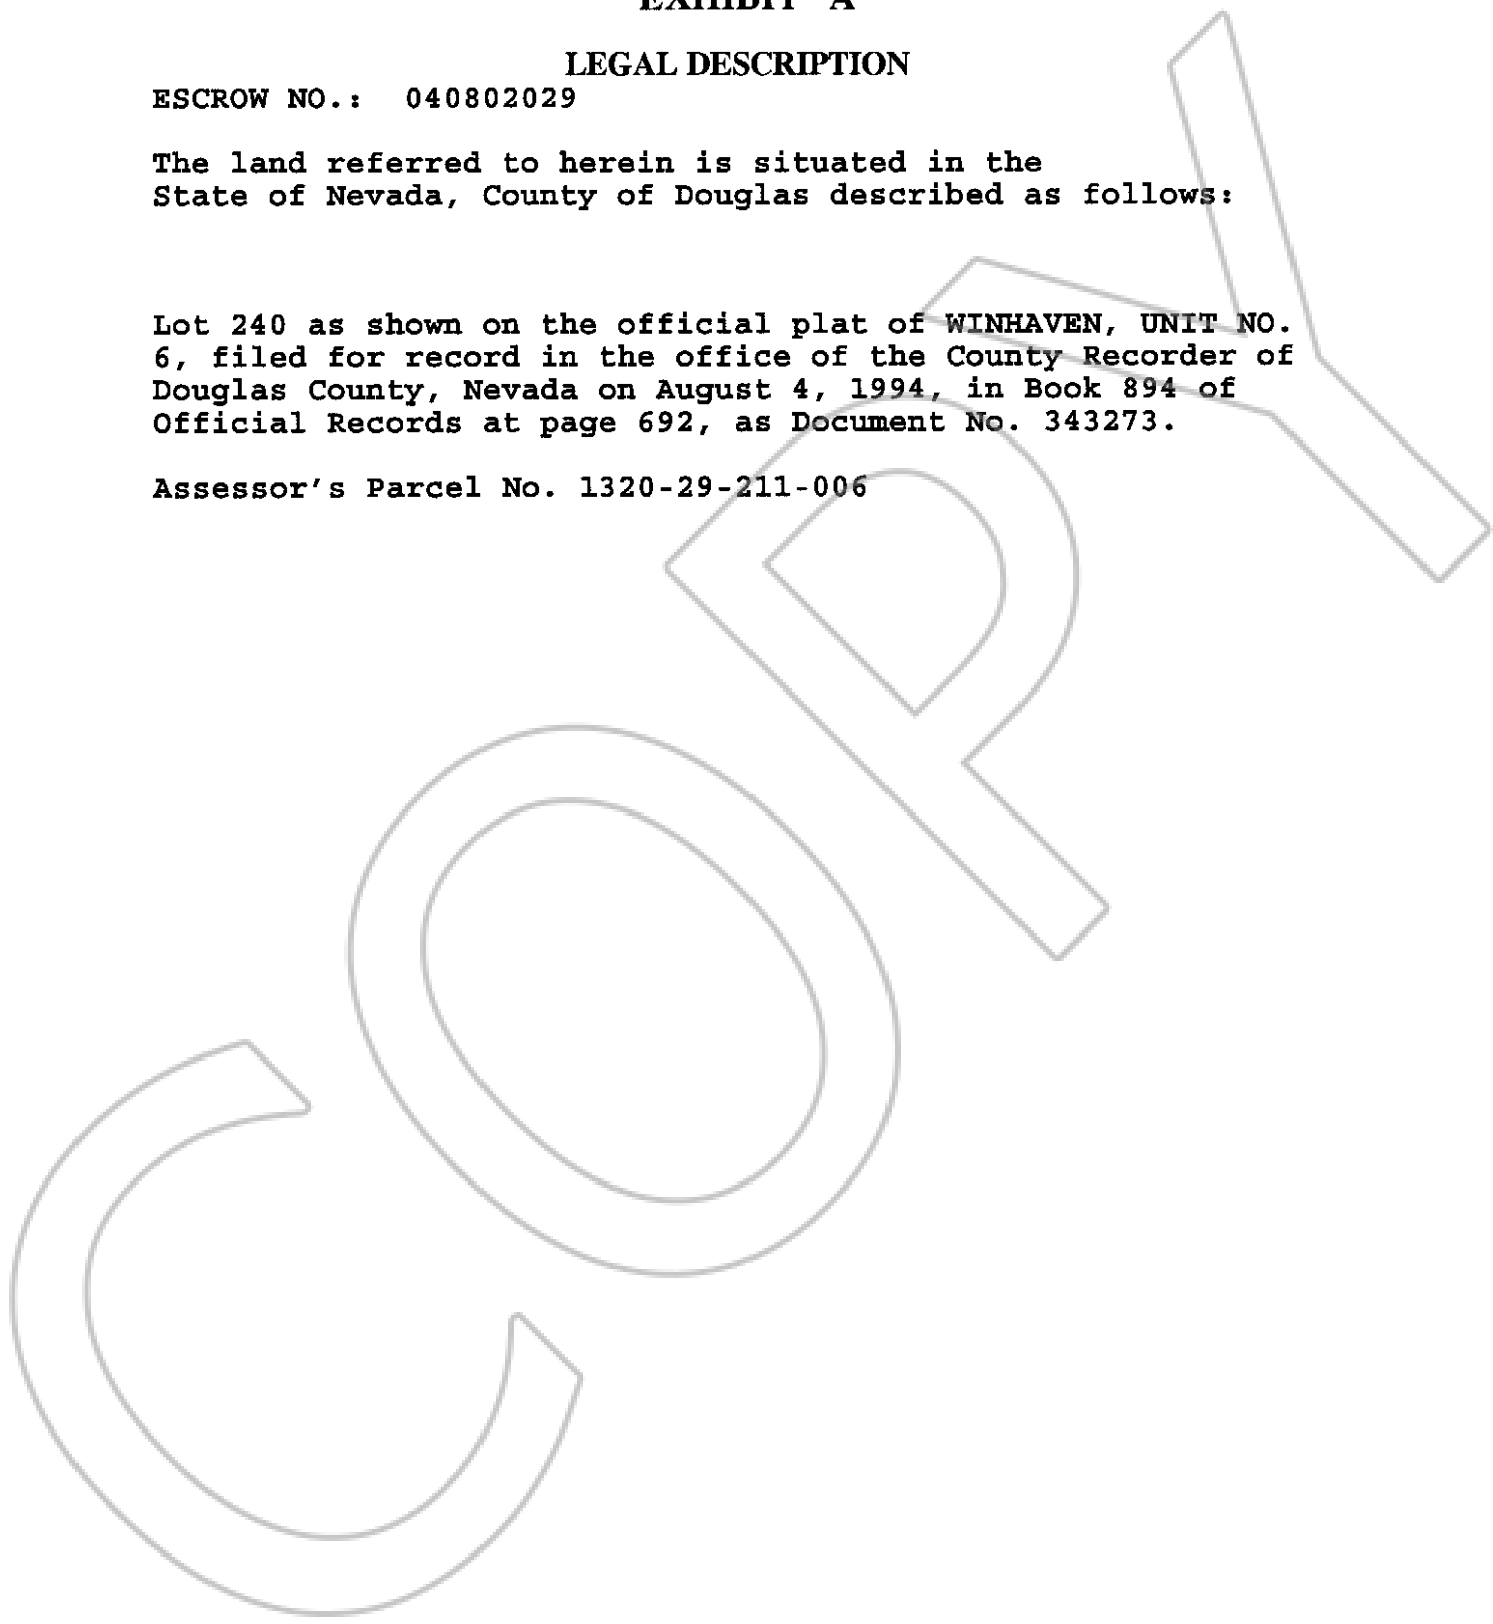 EXHIBIT "A"
LEGAL DESCRIPTION
ESCROW NO.: 040802029
The land referred to herein is situated in the
State of Nevada, County of Douglas described as follows:
Lot 240 as shown on the official plat of WINHAVEN, UNIT NO.
6, filed for record in the office of the County Recorder of
Douglas County, Nevada on August 4, 1994, in Book 894 of
Official Records at page 692, as Document No. 343273.
Assessor's Parcel No. 1320-29-211-006
COPY